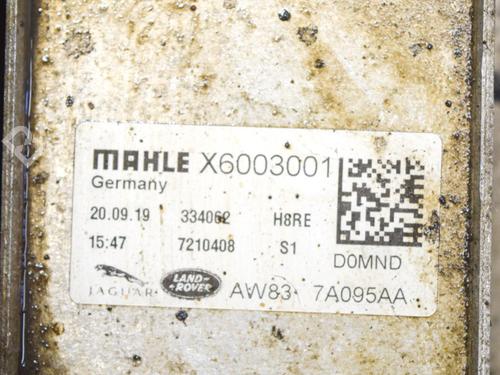 MAHLE X6003001
Germany
20.09.19 334062 H8RE
15:47 7210408 S1
D0MND
JAGUAR LAND-ROVER AW83- 7A095AA